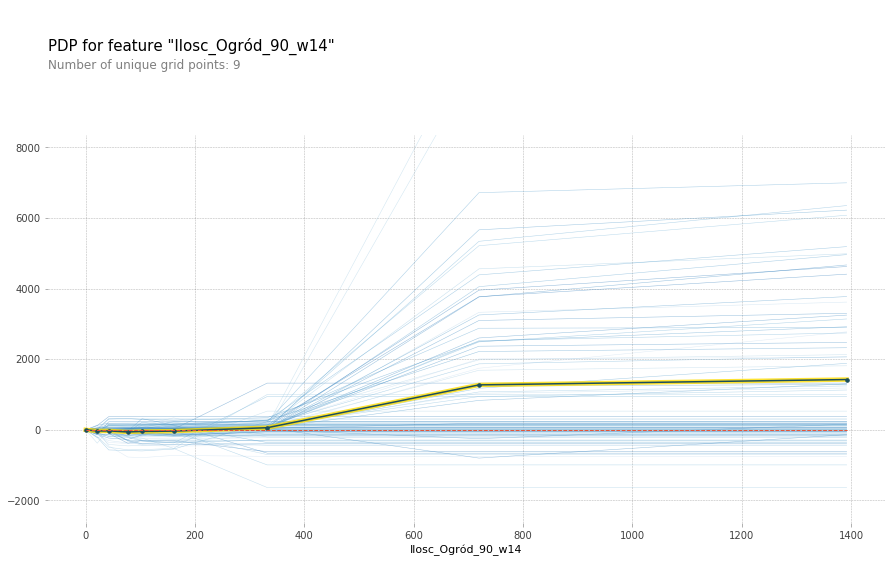 PDP for feature "Ilosc_Ogród_90_w14"
Number of unique grid points: 9
8000
6000
4000
2000
0
−2000
0 200 400 600 800 1000 1200 1400
Ilosc_Ogród_90_w14